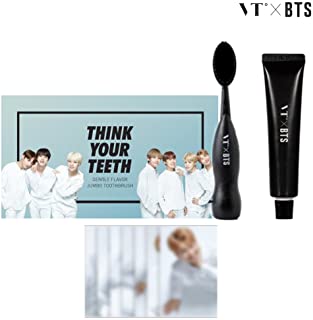 VT® × BTS
THINK
YOUR
TEETH
GENTLE FLAVOR
JUMBO TOOTHBRUSH
VT × BTS
VT × BTS